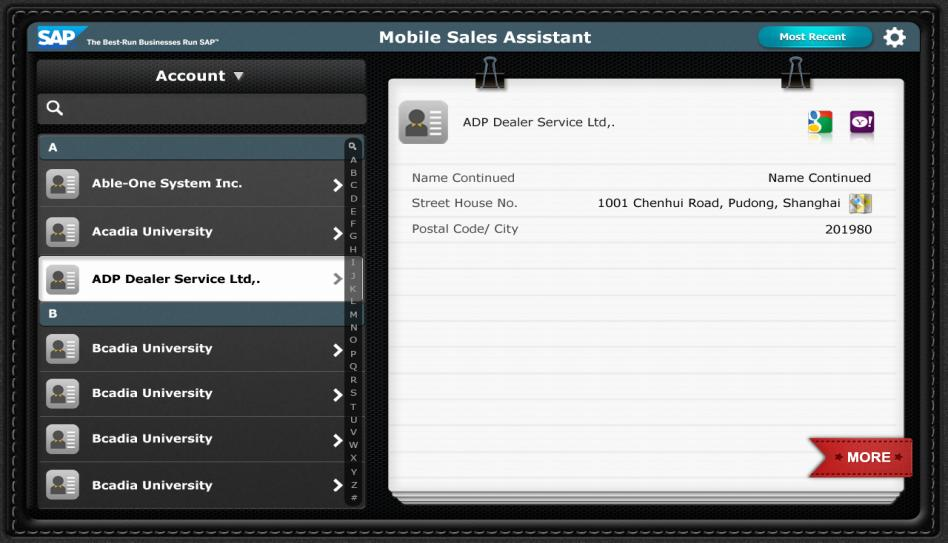 SAP The Best-Run Businesses Run SAP™
Mobile Sales Assistant
Most Recent
Account ▼
A
Able-One System Inc.
Acadia University
ADP Dealer Service Ltd,.
B
Bcadia University
Bcadia University
Bcadia University
Bcadia University
A
B
C
D
E
F
G
H
I
J
K
L
M
N
O
P
Q
R
S
T
U
V
W
X
Y
Z
#
ADP Dealer Service Ltd,.
Y!
Name Continued Name Continued
Street House No. 1001 Chenhui Road, Pudong, Shanghai
Postal Code/ City 201980
MORE